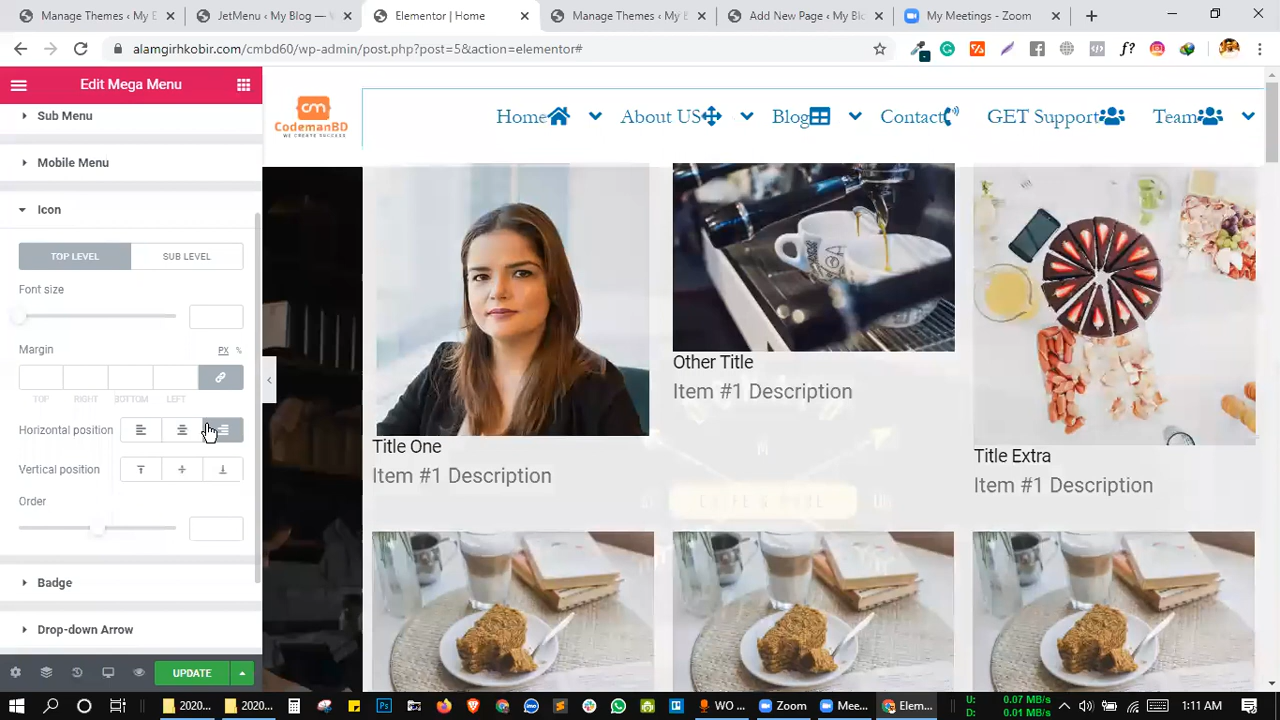 Manage Themes ‹ My E
JetMenu ‹ My Blog —
Elementor | Home
Manage Themes ‹ My E
Add New Page ‹ My Bl
My Meetings - Zoom
alamgirhkobir.com/cmbd60/wp-admin/post.php?post=5&action=elementor#
Edit Mega Menu
Sub Menu
Mobile Menu
Icon
TOP LEVEL SUB LEVEL
Font size
Margin PX %
TOP RIGHT BOTTOM LEFT
Horizontal position
Vertical position
Order
Badge
Drop-down Arrow
UPDATE
CM
CODEMANBD
WE CREATE SUCCESS
Home About US Blog Contact GET Support Team
Title One
Item #1 Description
Other Title
Item #1 Description
Title Extra
Item #1 Description
2020...
2020...
WO ...
Zoom
Mee...
Elem...
U: 0.07 MB/s
D: 0.01 MB/s
1:11 AM